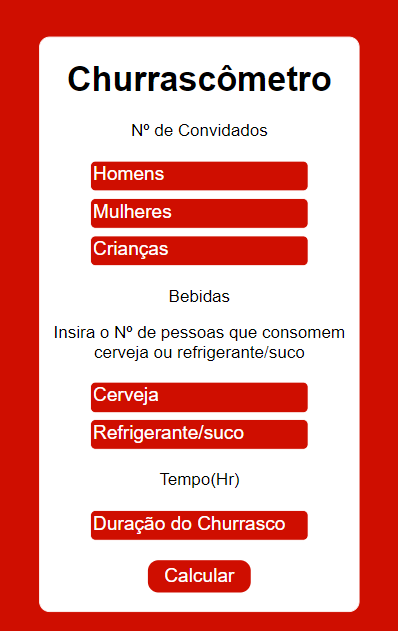 Churrascômetro
Nº de Convidados
Homens
Mulheres
Crianças
Bebidas
Insira o Nº de pessoas que consomem
cerveja ou refrigerante/suco
Cerveja
Refrigerante/suco
Tempo(Hr)
Duração do Churrasco
Calcular